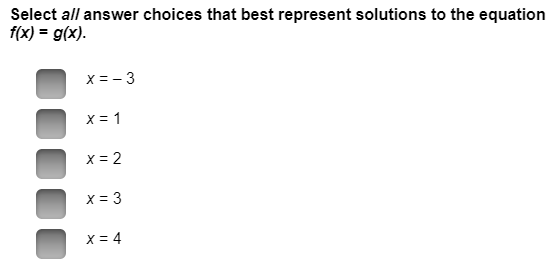 Select all answer choices that best represent solutions to the equation
f(x) = g(x).
x = – 3
x = 1
x = 2
x = 3
x = 4